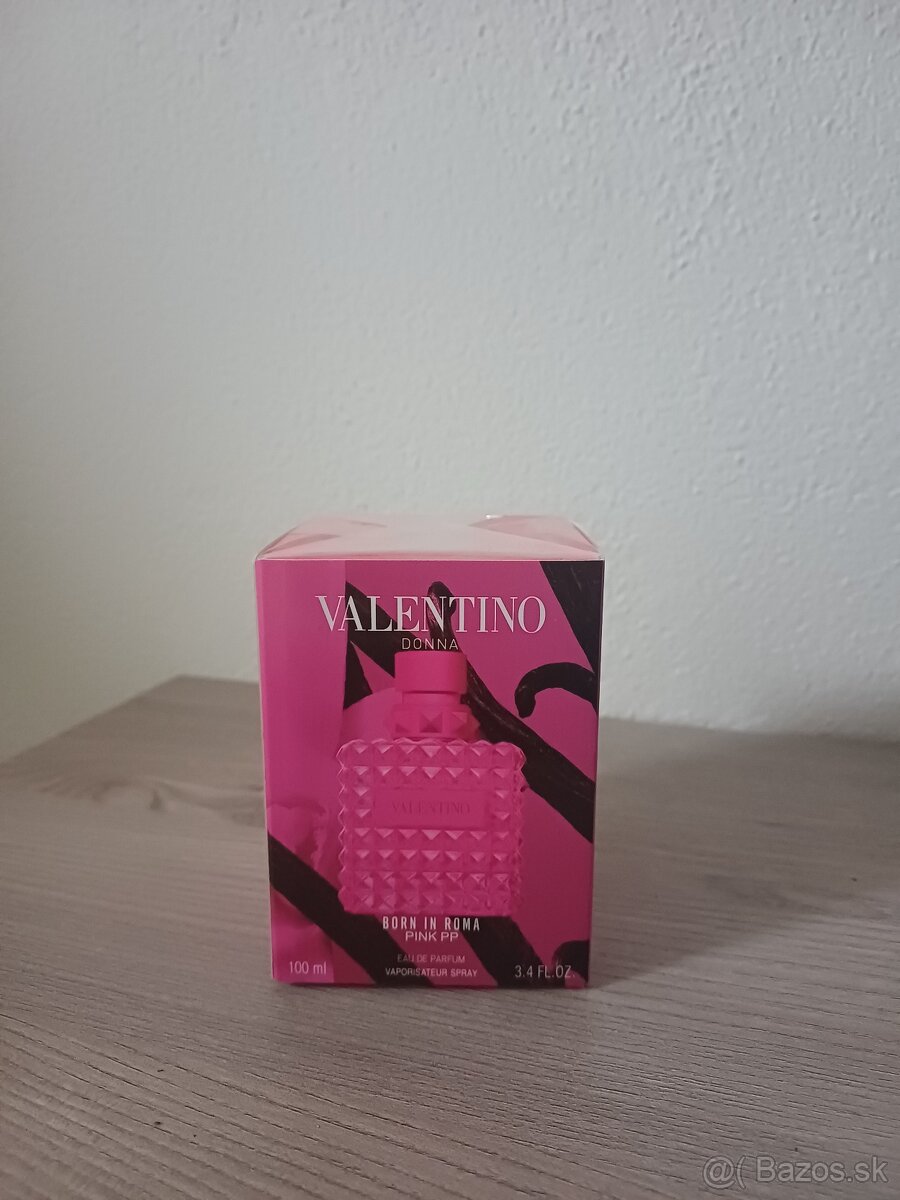 VALENTINO
DONNA
VALENTINO
BORN IN ROMA
PINK PP
EAU DE PARFUM
100 ml VAPORISATEUR SPRAY 3.4 FL.OZ.
@( Bazos.sk